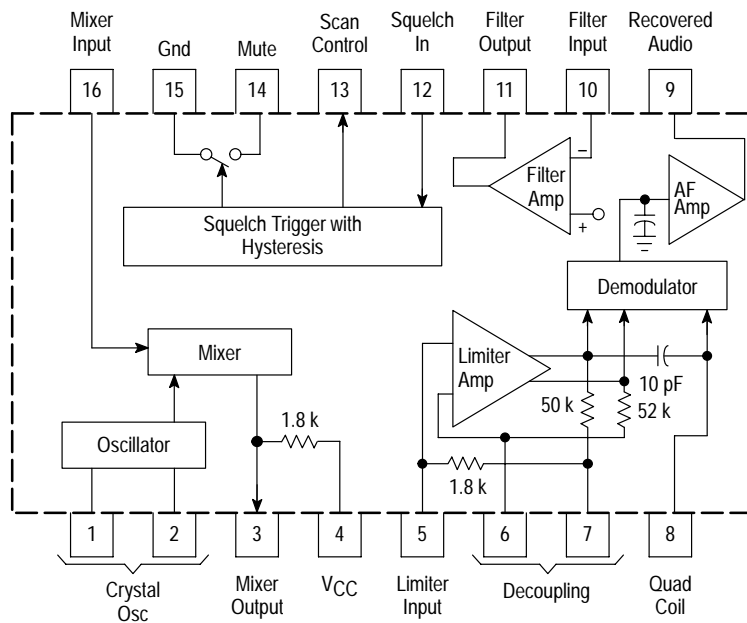 Mixer
Input
Gnd
Mute
Scan
Control
Squelch
In
Filter
Output
Filter
Input
Recovered
Audio
16
15
14
13
12
11
10
9
Squelch Trigger with
Hysteresis
Filter
Amp
–
+
AF
Amp
Demodulator
Mixer
Limiter
Amp
10 pF
50 k
52 k
Oscillator
1.8 k
1.8 k
1
2
3
4
5
6
7
8
Crystal
Osc
Mixer
Output
VCC
Limiter
Input
Decoupling
Quad
Coil